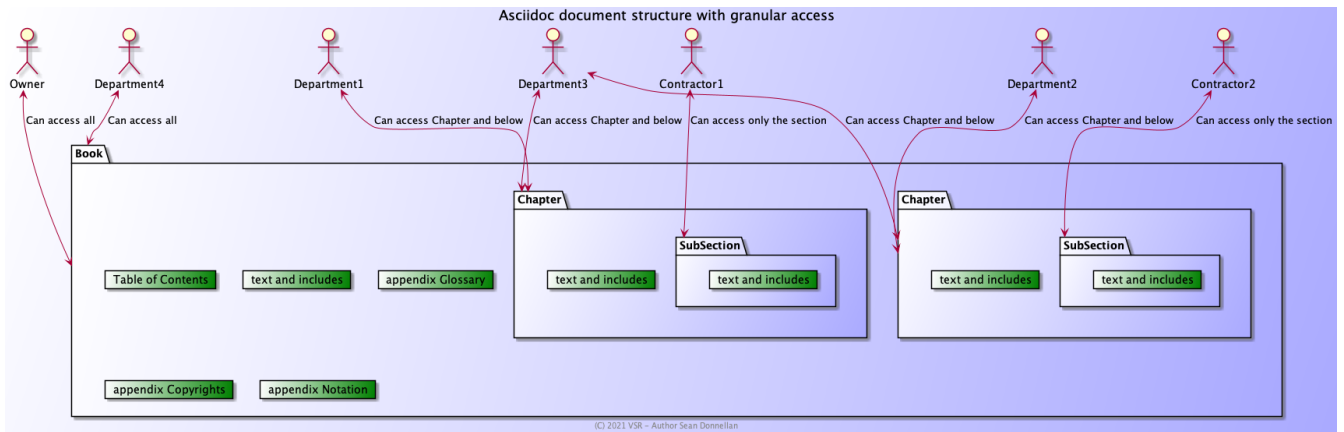 Asciidoc document structure with granular access
Owner
Department4
Department1
Department3
Contractor1
Department2
Contractor2
Can access all
Can access all
Can access Chapter and below
Can access Chapter and below
Can access only the section
Can access Chapter and below
Can access Chapter and below
Can access only the section
Book
Chapter
Chapter
SubSection
SubSection
Table of Contents
text and includes
appendix Glossary
text and includes
text and includes
text and includes
text and includes
appendix Copyrights
appendix Notation
(C) 2021 VSR - Author Sean Donnellan